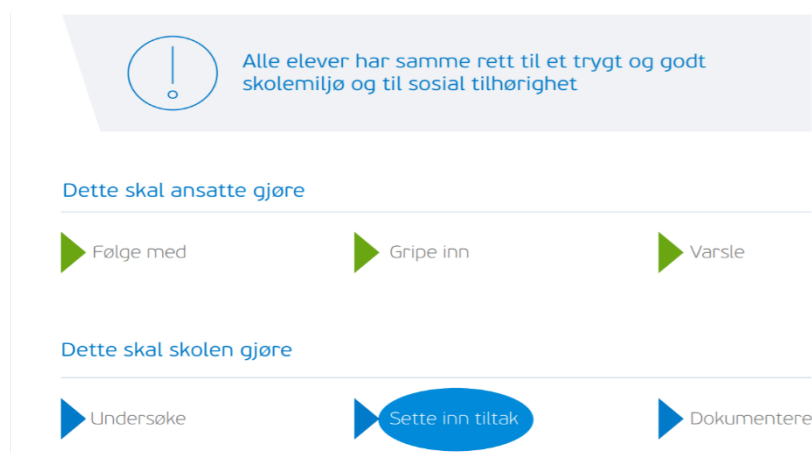 Alle elever har samme rett til et trygt og godt
skolemiljø og til sosial tilhørighet
Dette skal ansatte gjøre
Følge med
Gripe inn
Varsle
Dette skal skolen gjøre
Undersøke
Sette inn tiltak
Dokumentere